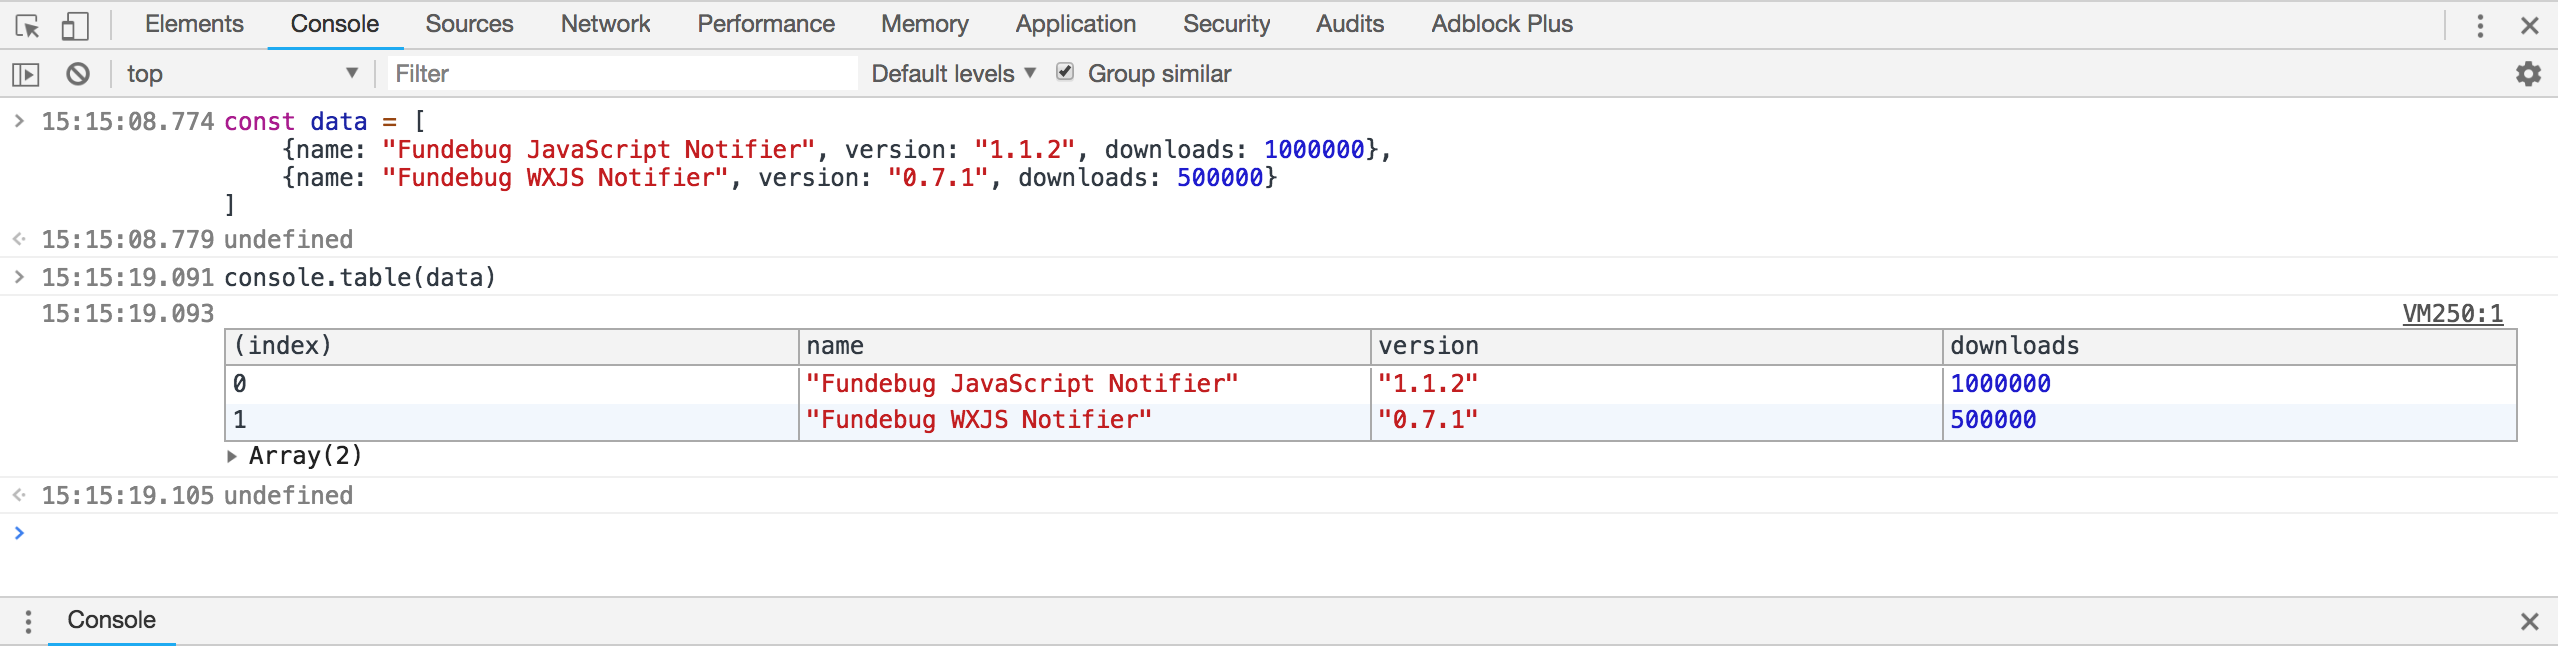 Elements Console Sources Network Performance Memory Application Security Audits Adblock Plus
top Filter Default levels Group similar
15:15:08.774 const data = [
{name: "Fundebug JavaScript Notifier", version: "1.1.2", downloads: 1000000},
{name: "Fundebug WXJS Notifier", version: "0.7.1", downloads: 500000}
]
15:15:08.779 undefined
15:15:19.091 console.table(data)
15:15:19.093 VM250:1
(index) name version downloads
0 "Fundebug JavaScript Notifier" "1.1.2" 1000000
1 "Fundebug WXJS Notifier" "0.7.1" 500000
Array(2)
15:15:19.105 undefined
Console